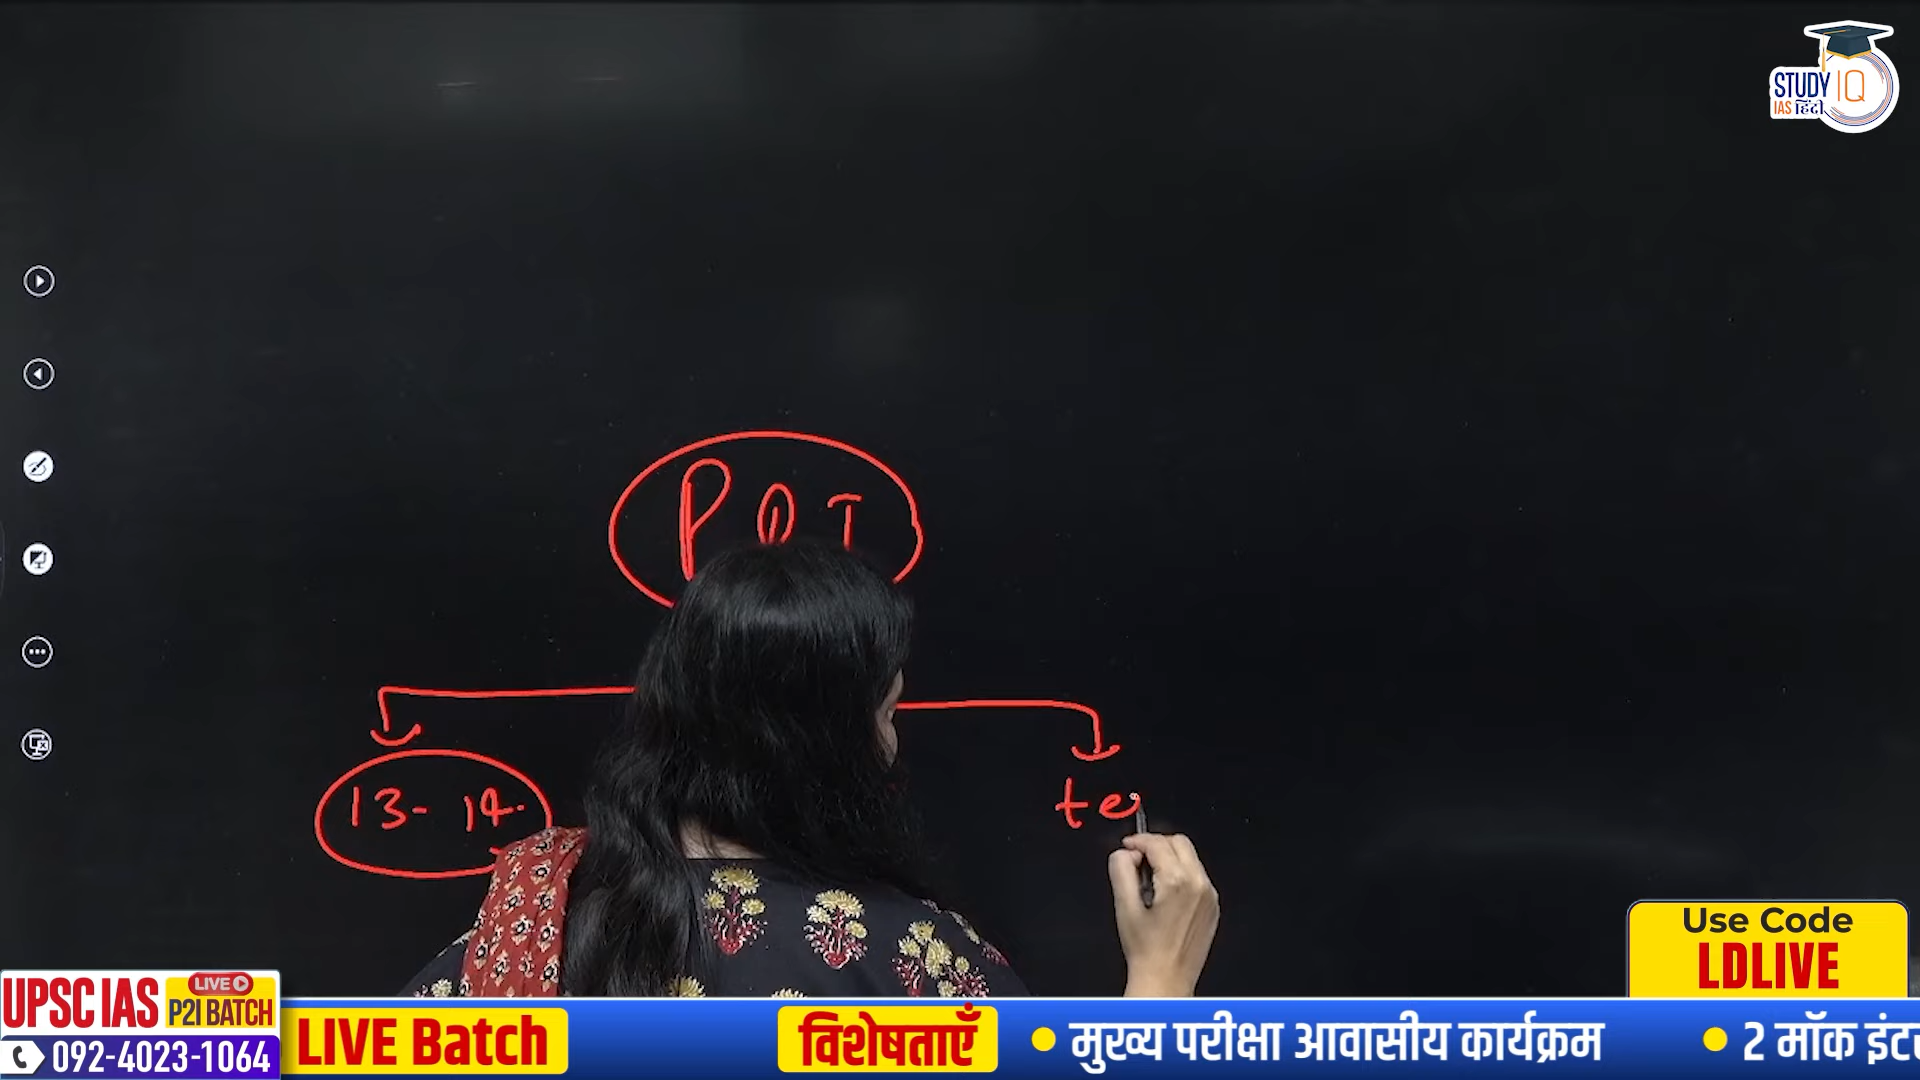 STUDY IQ
IAS हिंदी
P O I
13- 14.
te
Use Code
LDLIVE
UPSC IAS LIVE P2I BATCH
092-4023-1064
LIVE Batch विशेषताएँ • मुख्य परीक्षा आवासीय कार्यक्रम • 2 मॉक